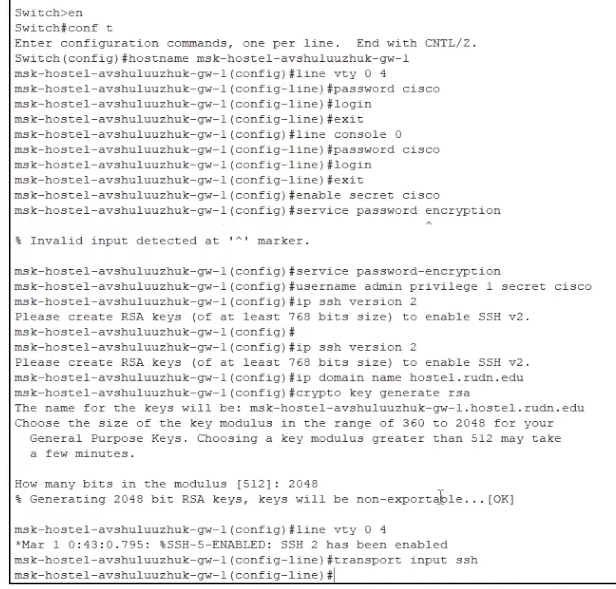 Switch>en
Switch#conf t
Enter configuration commands, one per line. End with CNTL/Z.
Switch(config)#hostname msk-hostel-avshuluuzhuk-gw-1
msk-hostel-avshuluuzhuk-gw-1(config)#line vty 0 4
msk-hostel-avshuluuzhuk-gw-1(config-line)#password cisco
msk-hostel-avshuluuzhuk-gw-1(config-line)#login
msk-hostel-avshuluuzhuk-gw-1(config-line)#exit
msk-hostel-avshuluuzhuk-gw-1(config)#line console 0
msk-hostel-avshuluuzhuk-gw-1(config-line)#password cisco
msk-hostel-avshuluuzhuk-gw-1(config-line)#login
msk-hostel-avshuluuzhuk-gw-1(config-line)#exit
msk-hostel-avshuluuzhuk-gw-1(config)#enable secret cisco
msk-hostel-avshuluuzhuk-gw-1(config)#service password encryption
^
% Invalid input detected at '^' marker.
msk-hostel-avshuluuzhuk-gw-1(config)#service password-encryption
msk-hostel-avshuluuzhuk-gw-1(config)#username admin privilege 1 secret cisco
msk-hostel-avshuluuzhuk-gw-1(config)#ip ssh version 2
Please create RSA keys (of at least 768 bits size) to enable SSH v2.
msk-hostel-avshuluuzhuk-gw-1(config)#
msk-hostel-avshuluuzhuk-gw-1(config)#ip ssh version 2
Please create RSA keys (of at least 768 bits size) to enable SSH v2.
msk-hostel-avshuluuzhuk-gw-1(config)#ip domain name hostel.rudn.edu
msk-hostel-avshuluuzhuk-gw-1(config)#crypto key generate rsa
The name for the keys will be: msk-hostel-avshuluuzhuk-gw-1.hostel.rudn.edu
Choose the size of the key modulus in the range of 360 to 2048 for your
General Purpose Keys. Choosing a key modulus greater than 512 may take
a few minutes.
How many bits in the modulus [512]: 2048
% Generating 2048 bit RSA keys, keys will be non-exportable...[OK]
msk-hostel-avshuluuzhuk-gw-1(config)#line vty 0 4
*Mar 1 0:43:0.795: %SSH-5-ENABLED: SSH 2 has been enabled
msk-hostel-avshuluuzhuk-gw-1(config-line)#transport input ssh
msk-hostel-avshuluuzhuk-gw-1(config-line)#